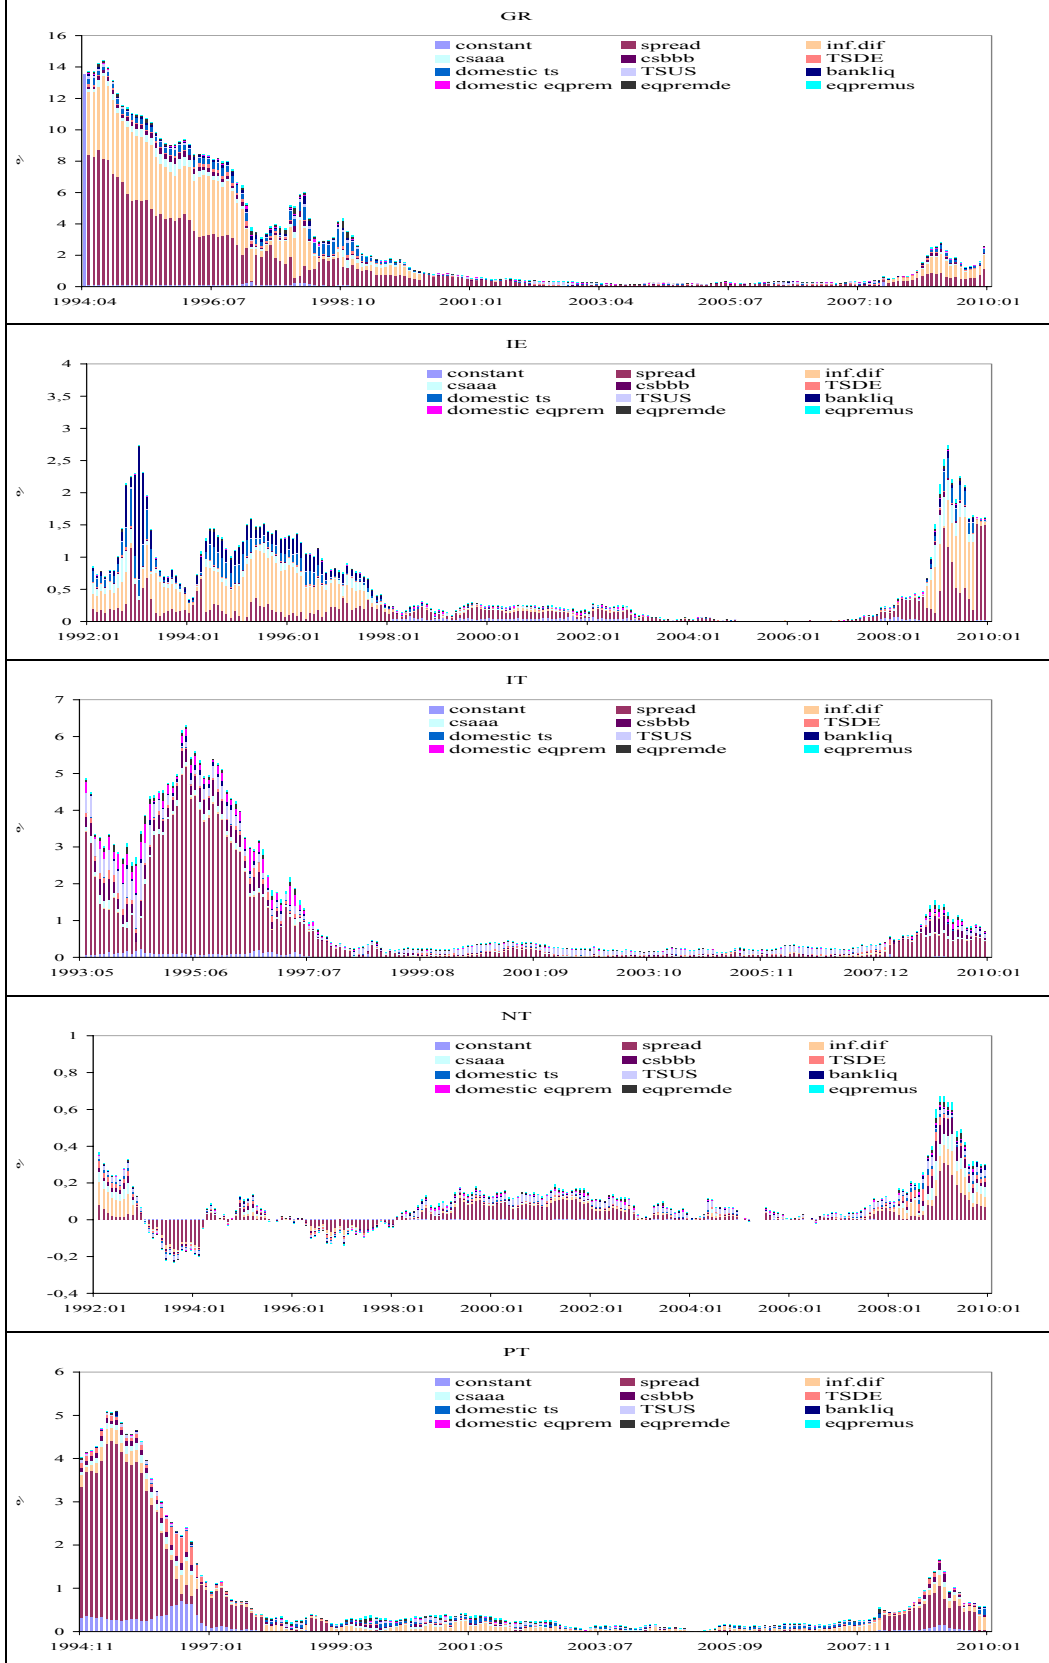 GR
16
14
12
10
8
6
4
2
0
%
constant spread inf.dif
csaaa csbbb TSDE
domestic ts TSUS bankliq
domestic eqprem eqpremde eqpremus
1994:04 1996:07 1998:10 2001:01 2003:04 2005:07 2007:10 2010:01
IE
4
3,5
3
2,5
2
1,5
1
0,5
0
%
constant spread inf.dif
csaaa csbbb TSDE
domestic ts TSUS bankliq
domestic eqprem eqpremde eqpremus
1992:01 1994:01 1996:01 1998:01 2000:01 2002:01 2004:01 2006:01 2008:01 2010:01
IT
7
6
5
4
3
2
1
0
%
constant spread inf.dif
csaaa csbbb TSDE
domestic ts TSUS bankliq
domestic eqprem eqpremde eqpremus
1993:05 1995:06 1997:07 1999:08 2001:09 2003:10 2005:11 2007:12 2010:01
NT
1
0,8
0,6
0,4
0,2
0
-0,2
-0,4
%
constant spread inf.dif
csaaa csbbb TSDE
domestic ts TSUS bankliq
domestic eqprem eqpremde eqpremus
1992:01 1994:01 1996:01 1998:01 2000:01 2002:01 2004:01 2006:01 2008:01 2010:01
PT
6
5
4
3
2
1
0
%
constant spread inf.dif
csaaa csbbb TSDE
domestic ts TSUS bankliq
domestic eqprem eqpremde eqpremus
1994:11 1997:01 1999:03 2001:05 2003:07 2005:09 2007:11 2010:01